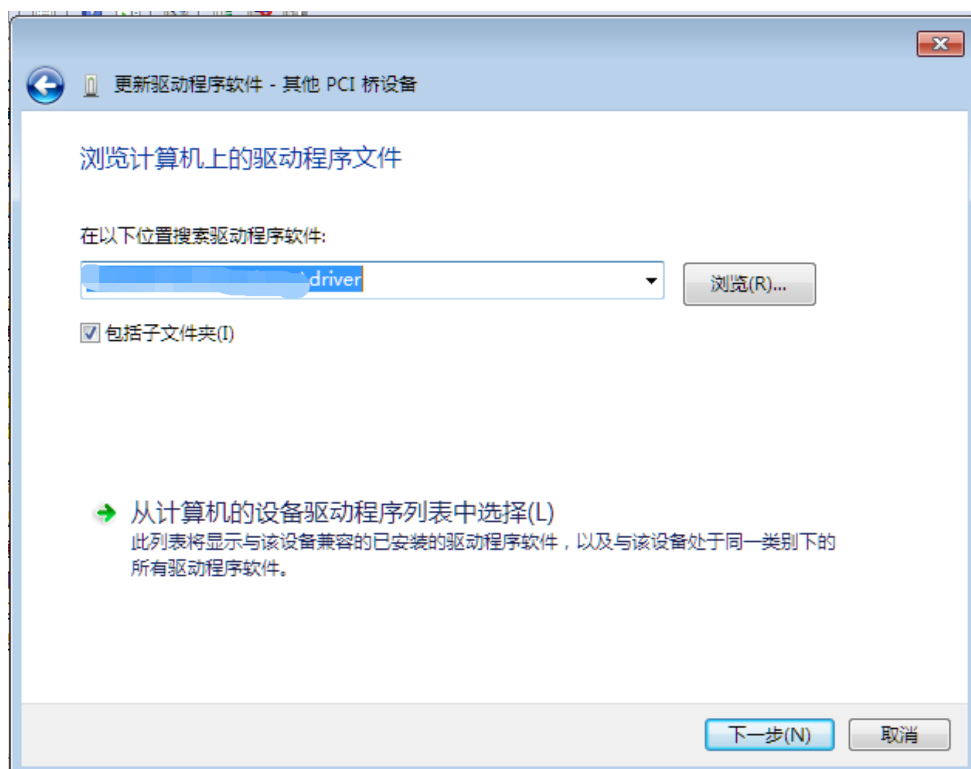 更新驱动程序软件 - 其他 PCI 桥设备
浏览计算机上的驱动程序文件
在以下位置搜索驱动程序软件:
\driver
浏览(R)...
包括子文件夹(I)
从计算机的设备驱动程序列表中选择(L)
此列表将显示与该设备兼容的已安装的驱动程序软件，以及与该设备处于同一类别下的
所有驱动程序软件。
下一步(N)
取消